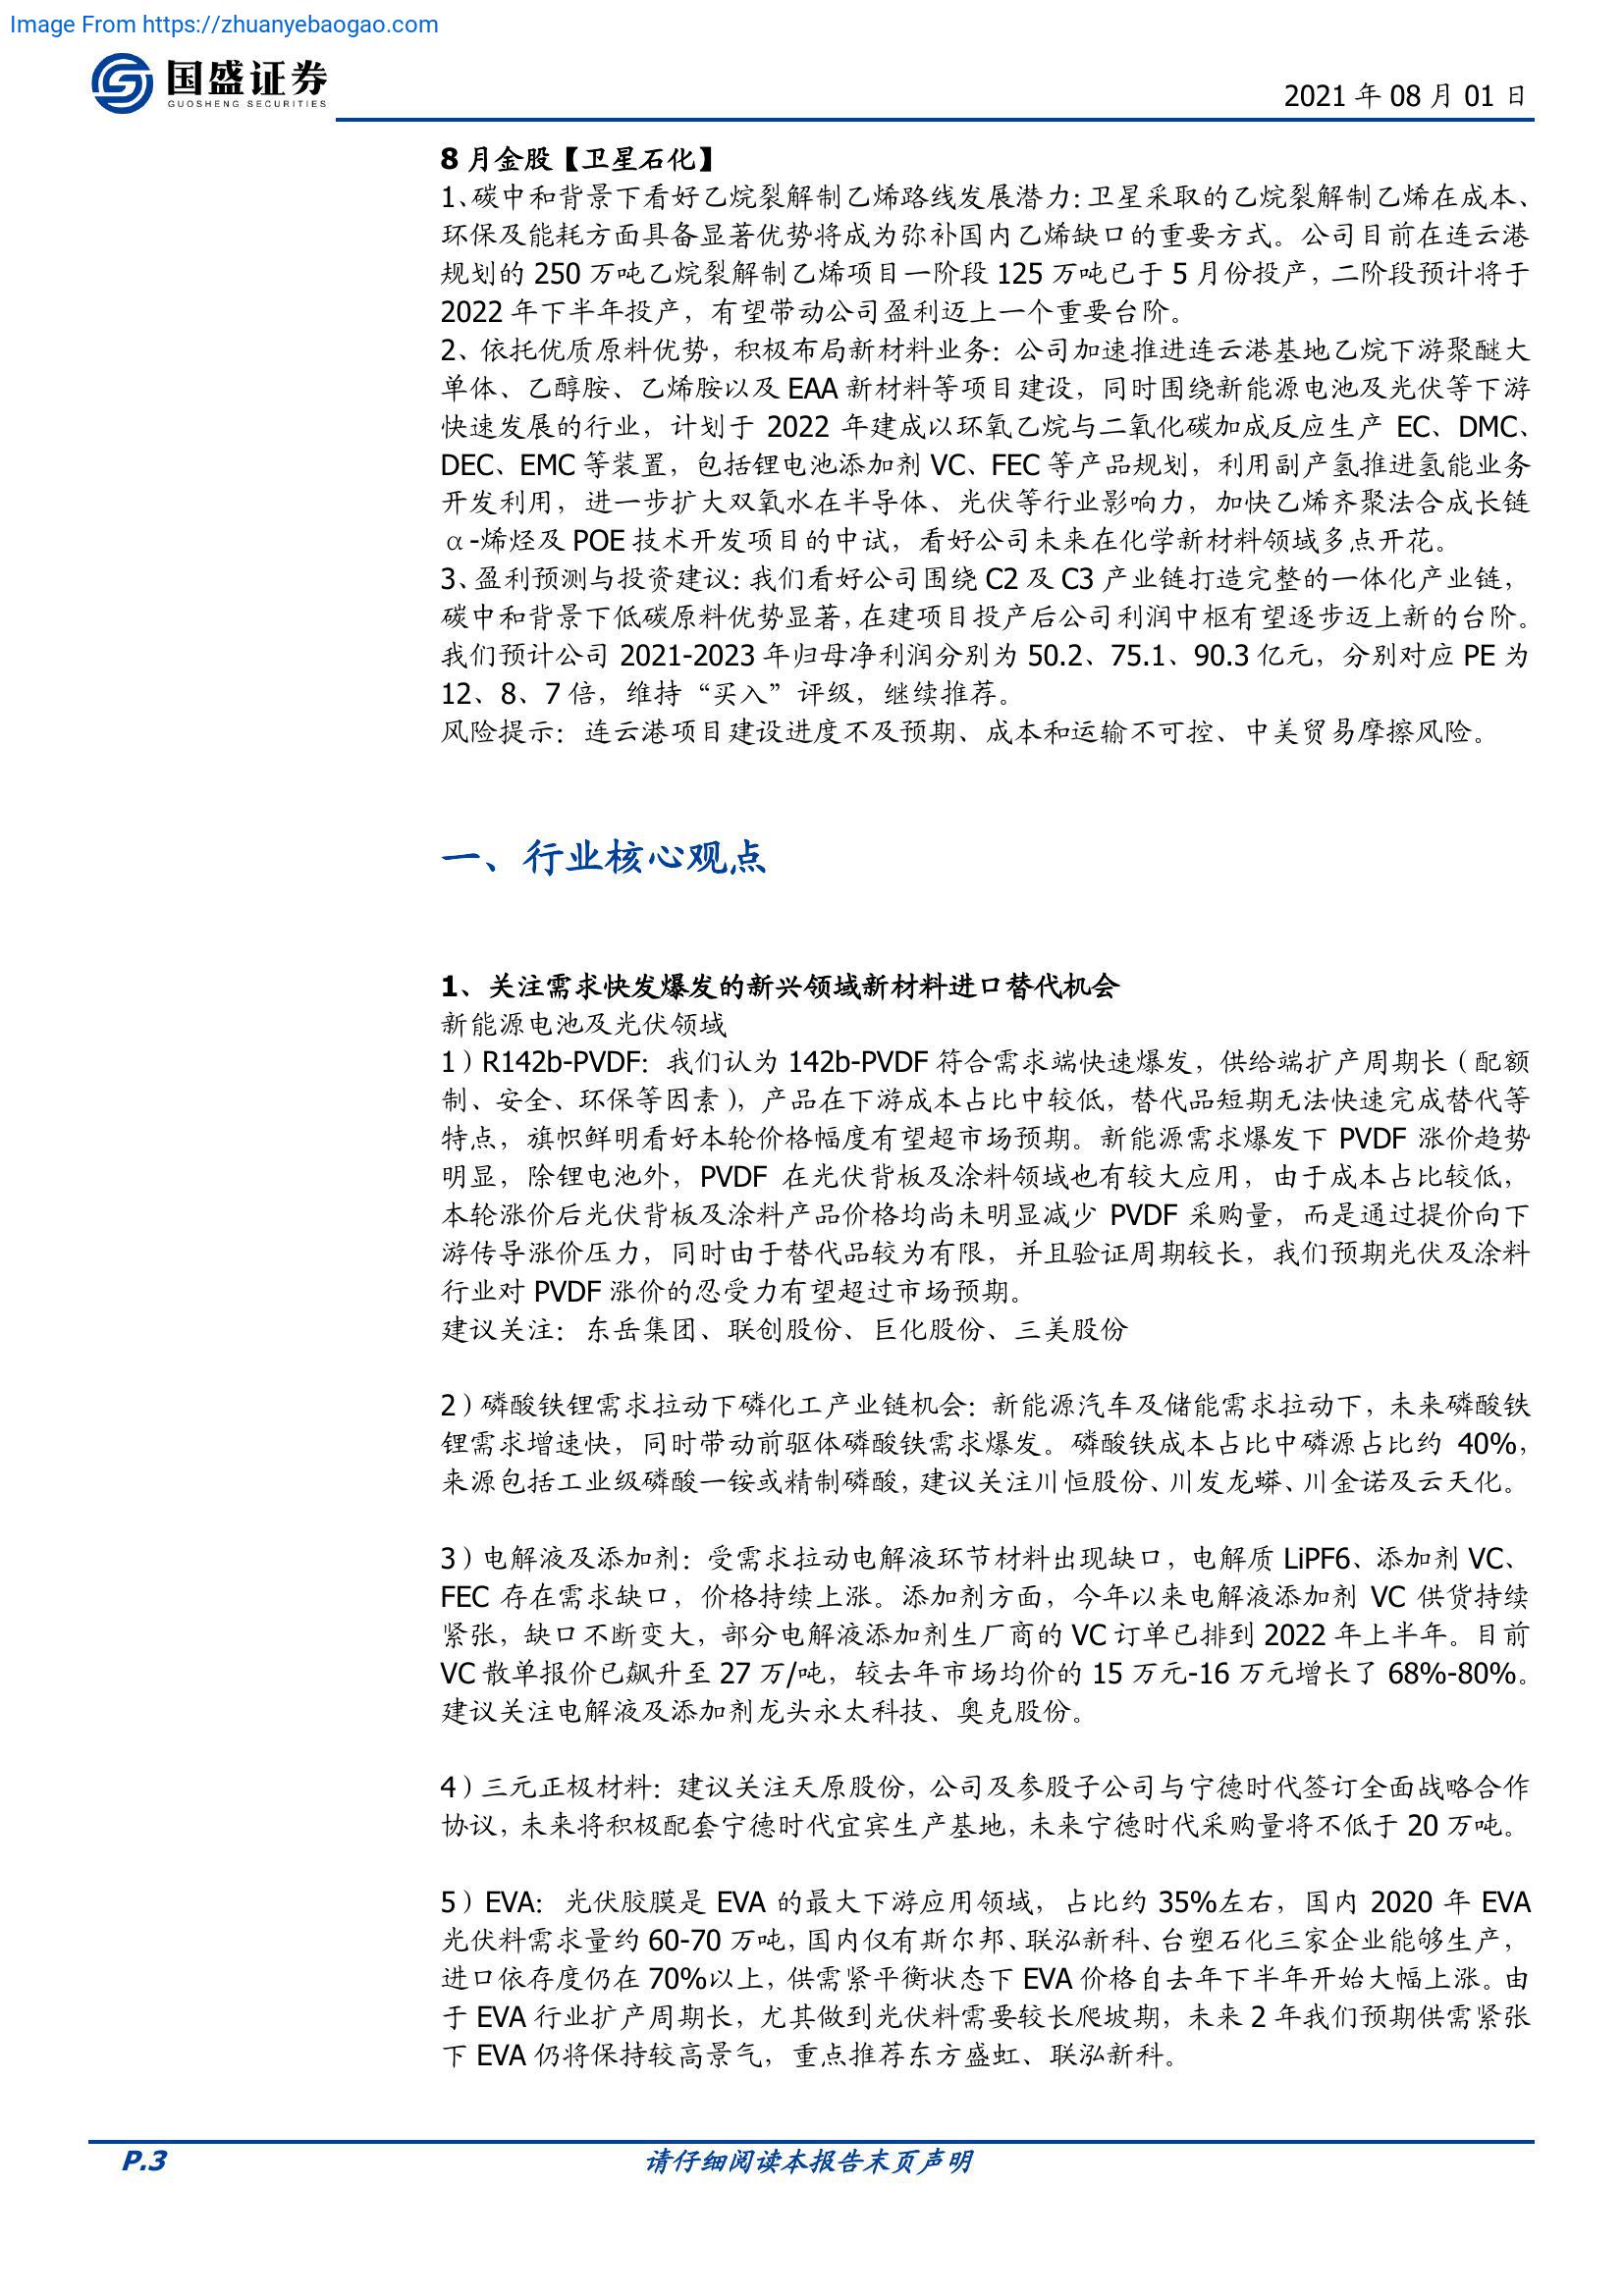 Image From https://zhuanyebaogao.com
国盛证券
GUOSHENG SECURITIES
2021 年 08 月 01 日
8 月金股【卫星石化】
1、碳中和背景下看好乙烷裂解制乙烯路线发展潜力：卫星采取的乙烷裂解制乙烯在成本、
环保及能耗方面具备显著优势将成为弥补国内乙烯缺口的重要方式。公司目前在连云港
规划的 250 万吨乙烷裂解制乙烯项目一阶段 125 万吨已于 5 月份投产，二阶段预计将于
2022 年下半年投产，有望带动公司盈利迈上一个重要台阶。
2、依托优质原料优势，积极布局新材料业务：公司加速推进连云港基地乙烷下游聚醚大
单体、乙醇胺、乙烯胺以及 EAA 新材料等项目建设，同时围绕新能源电池及光伏等下游
快速发展的行业，计划于 2022 年建成以环氧乙烷与二氧化碳加成反应生产 EC、DMC、
DEC、EMC 等装置，包括锂电池添加剂 VC、FEC 等产品规划，利用副产氢推进氢能业务
开发利用，进一步扩大双氧水在半导体、光伏等行业影响力，加快乙烯齐聚法合成长链
α-烯烃及 POE 技术开发项目的中试，看好公司未来在化学新材料领域多点开花。
3、盈利预测与投资建议：我们看好公司围绕 C2 及 C3 产业链打造完整的一体化产业链，
碳中和背景下低碳原料优势显著，在建项目投产后公司利润中枢有望逐步迈上新的台阶。
我们预计公司 2021-2023 年归母净利润分别为 50.2、75.1、90.3 亿元，分别对应 PE 为
12、8、7 倍，维持“买入”评级，继续推荐。
风险提示：连云港项目建设进度不及预期、成本和运输不可控、中美贸易摩擦风险。
一、行业核心观点
1、关注需求快发爆发的新兴领域新材料进口替代机会
新能源电池及光伏领域
1）R142b-PVDF：我们认为 142b-PVDF 符合需求端快速爆发，供给端扩产周期长（配额
制、安全、环保等因素），产品在下游成本占比中较低，替代品短期无法快速完成替代等
特点，旗帜鲜明看好本轮价格幅度有望超市场预期。新能源需求爆发下 PVDF 涨价趋势
明显，除锂电池外，PVDF 在光伏背板及涂料领域也有较大应用，由于成本占比较低，
本轮涨价后光伏背板及涂料产品价格均尚未明显减少 PVDF 采购量，而是通过提价向下
游传导涨价压力，同时由于替代品较为有限，并且验证周期较长，我们预期光伏及涂料
行业对 PVDF 涨价的忍受力有望超过市场预期。
建议关注：东岳集团、联创股份、巨化股份、三美股份
2）磷酸铁锂需求拉动下磷化工产业链机会：新能源汽车及储能需求拉动下，未来磷酸铁
锂需求增速快，同时带动前驱体磷酸铁需求爆发。磷酸铁成本占比中磷源占比约 40%，
来源包括工业级磷酸一铵或精制磷酸，建议关注川恒股份、川发龙蟒、川金诺及云天化。
3）电解液及添加剂：受需求拉动电解液环节材料出现缺口，电解质 LiPF6、添加剂 VC、
FEC 存在需求缺口，价格持续上涨。添加剂方面，今年以来电解液添加剂 VC 供货持续
紧张，缺口不断变大，部分电解液添加剂生厂商的 VC 订单已排到 2022 年上半年。目前
VC 散单报价已飙升至 27 万/吨，较去年市场均价的 15 万元-16 万元增长了 68%-80%。
建议关注电解液及添加剂龙头永太科技、奥克股份。
4）三元正极材料：建议关注天原股份，公司及参股子公司与宁德时代签订全面战略合作
协议，未来将积极配套宁德时代宜宾生产基地，未来宁德时代采购量将不低于 20 万吨。
5）EVA：光伏胶膜是 EVA 的最大下游应用领域，占比约 35%左右，国内 2020 年 EVA
光伏料需求量约 60-70 万吨，国内仅有斯尔邦、联泓新科、台塑石化三家企业能够生产，
进口依存度仍在 70%以上，供需紧平衡状态下 EVA 价格自去年下半年开始大幅上涨。由
于 EVA 行业扩产周期长，尤其做到光伏料需要较长爬坡期，未来 2 年我们预期供需紧张
下 EVA 仍将保持较高景气，重点推荐东方盛虹、联泓新科。
P.3
请仔细阅读本报告末页声明